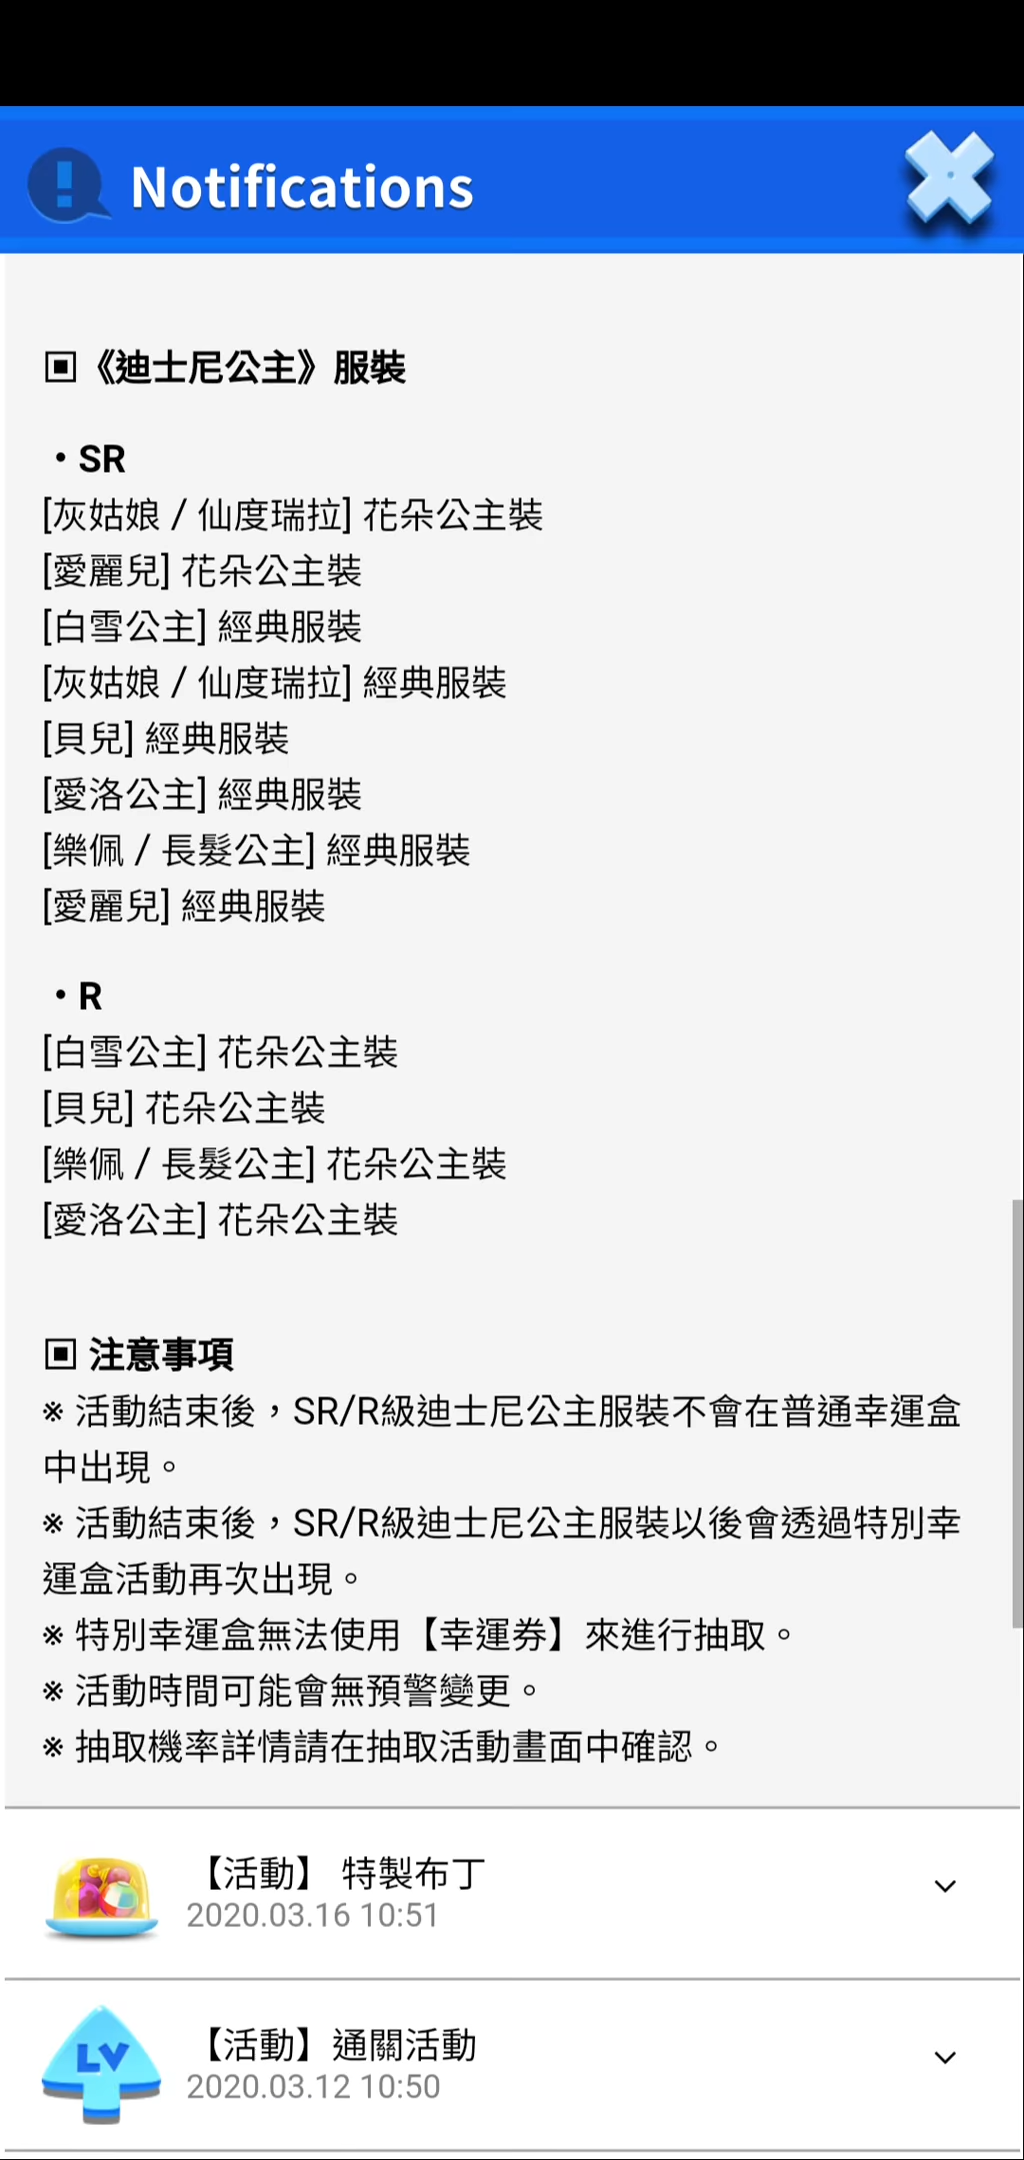 Notifications
▣《迪士尼公主》服裝
・SR
[灰姑娘 / 仙度瑞拉] 花朵公主裝
[愛麗兒] 花朵公主裝
[白雪公主] 經典服裝
[灰姑娘 / 仙度瑞拉] 經典服裝
[貝兒] 經典服裝
[愛洛公主] 經典服裝
[樂佩 / 長髮公主] 經典服裝
[愛麗兒] 經典服裝
・R
[白雪公主] 花朵公主裝
[貝兒] 花朵公主裝
[樂佩 / 長髮公主] 花朵公主裝
[愛洛公主] 花朵公主裝
▣ 注意事項
※ 活動結束後，SR/R級迪士尼公主服裝不會在普通幸運盒
中出現。
※ 活動結束後，SR/R級迪士尼公主服裝以後會透過特別幸
運盒活動再次出現。
※ 特別幸運盒無法使用【幸運券】來進行抽取。
※ 活動時間可能會無預警變更。
※ 抽取機率詳情請在抽取活動畫面中確認。
【活動】 特製布丁
2020.03.16 10:51
LV
【活動】通關活動
2020.03.12 10:50